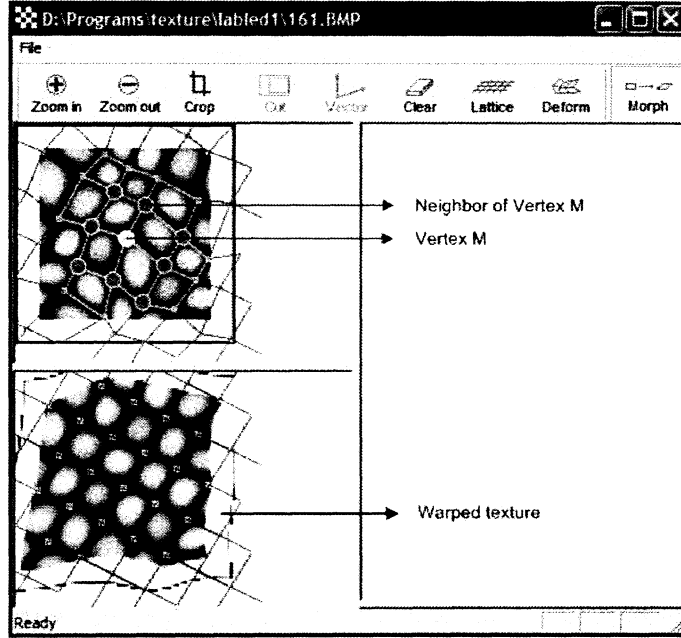 D:\Programs\texture\labled1\161.BMP
File
Zoom in Zoom out Crop Cut Vector Clear Lattice Deform Morph
Neighbor of Vertex M
Vertex M
Warped texture
Ready